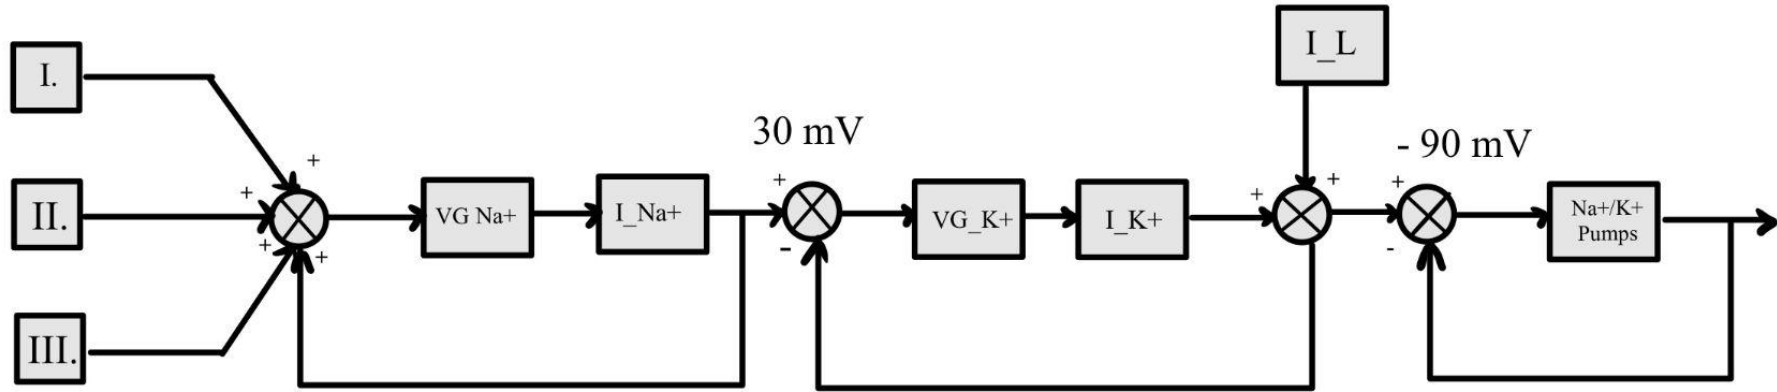 I_L
30 mV
- 90 mV
I.
II.
III.
+
+
+
+
VG Na+
I_Na+
+
-
VG_K+
I_K+
+
+
+
-
Na+/K+
Pumps